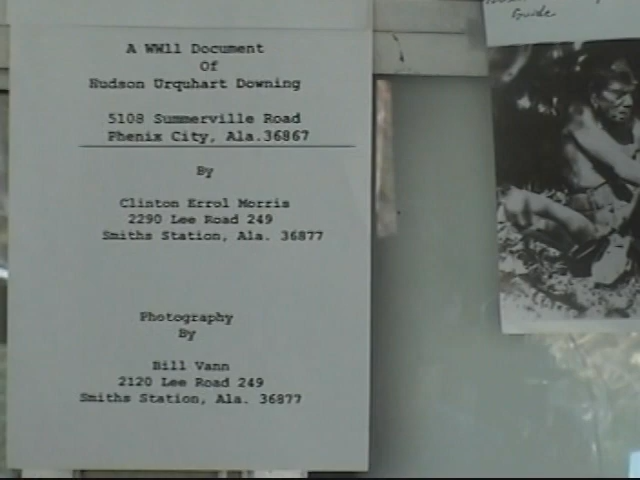 A WW11 Document
Of
Hudson Urquhart Downing
5108 Summerville Road
Phenix City, Ala.36867
By
Clinton Errol Morris
2290 Lee Road 249
Smiths Station, Ala. 36877
Photography
By
Bill Vann
2120 Lee Road 249
Smiths Station, Ala. 36877
Guide